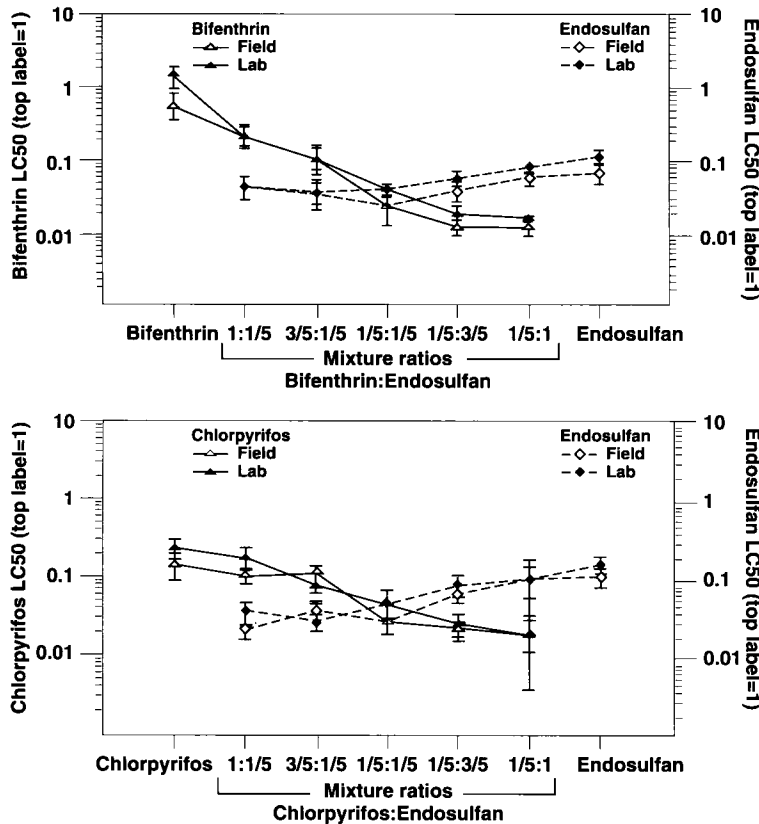 10
1
0.1
0.01
Bifenthrin LC50 (top label=1)
Bifenthrin
Field
Lab
Endosulfan
Field
Lab
10
1
0.1
0.01
Endosulfan LC50 (top label=1)
Bifenthrin 1:1/5 3/5:1/5 1/5:1/5 1/5:3/5 1/5:1 Endosulfan
Mixture ratios
Bifenthrin:Endosulfan
10
1
0.1
0.01
Chlorpyrifos LC50 (top label=1)
Chlorpyrifos
Field
Lab
Endosulfan
Field
Lab
10
1
0.1
0.01
Endosulfan LC50 (top label=1)
Chlorpyrifos 1:1/5 3/5:1/5 1/5:1/5 1/5:3/5 1/5:1 Endosulfan
Mixture ratios
Chlorpyrifos:Endosulfan